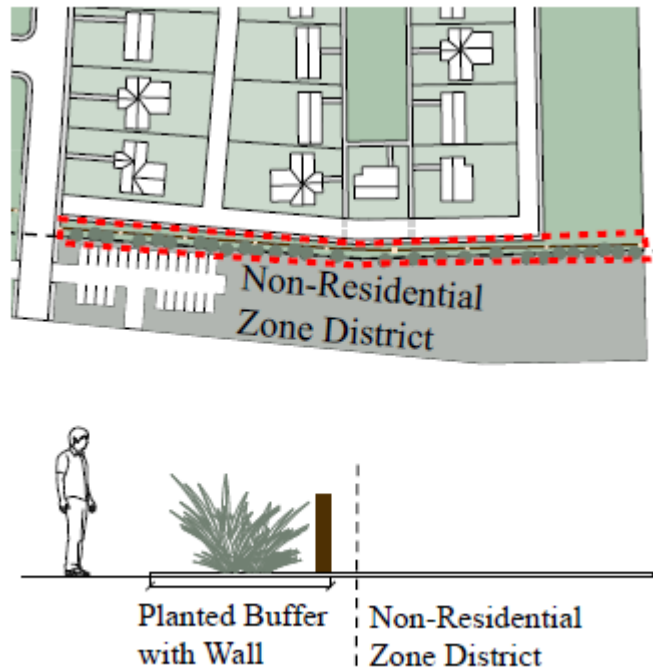 Non-Residential
Zone District
Planted Buffer
with Wall
Non-Residential
Zone District